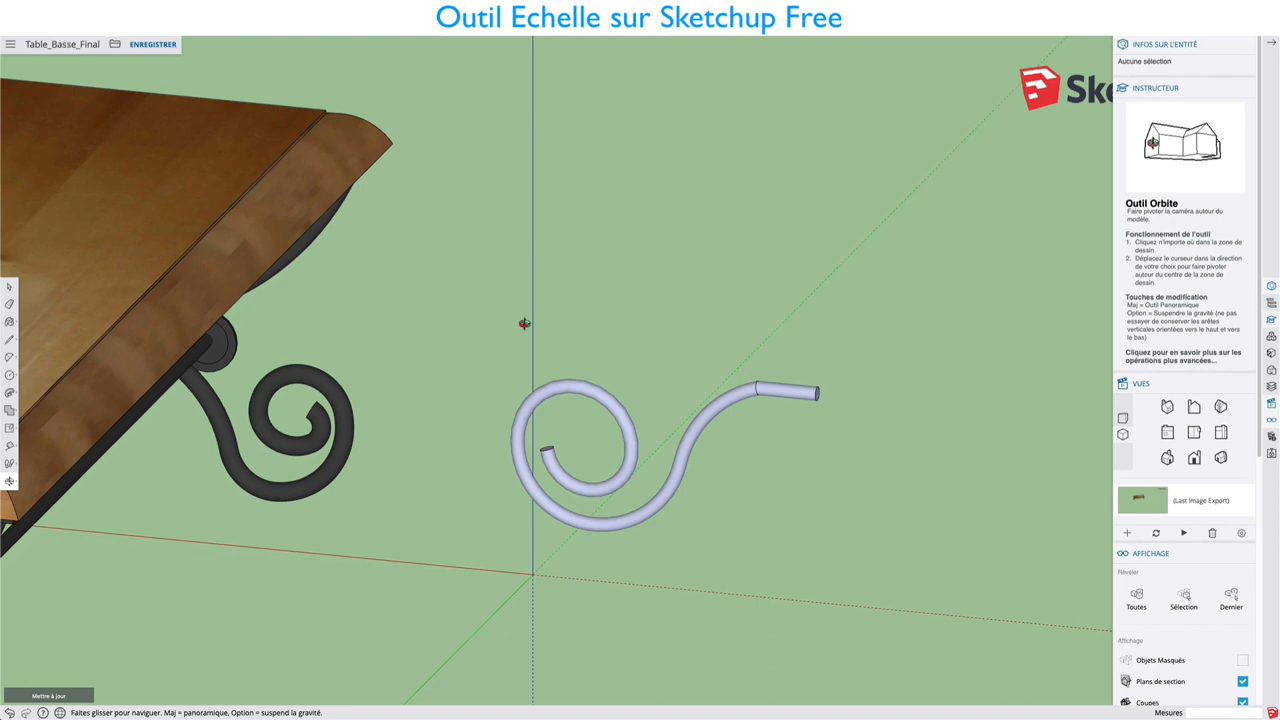 Outil Echelle sur Sketchup Free
Table_Basse_Final
ENREGISTRER
INFOS SUR L'ENTITÉ
Aucune sélection
Ske
INSTRUCTEUR
Outil Orbite
Faire pivoter la caméra autour du
modèle.
Fonctionnement de l'outil
1. Cliquez n'importe où dans la zone de
dessin.
2. Déplacez le curseur dans la direction
de votre choix pour faire pivoter
autour du centre de la zone de
dessin.
Touches de modification
Maj = Outil Panoramique
Option = Suspendre la gravité (ne pas
essayer de conserver les arêtes
verticales orientées vers le haut et vers
le bas)
Cliquez pour en savoir plus sur les
opérations plus avancées...
VUES
(Last Image Export)
AFFICHAGE
Révéler
Toutes
Sélection
Dernier
Affichage
Objets Masqués
Plans de section
Coupes
Mettre à jour
Faites glisser pour naviguer. Maj = panoramique, Option = suspend la gravité.
Mesures